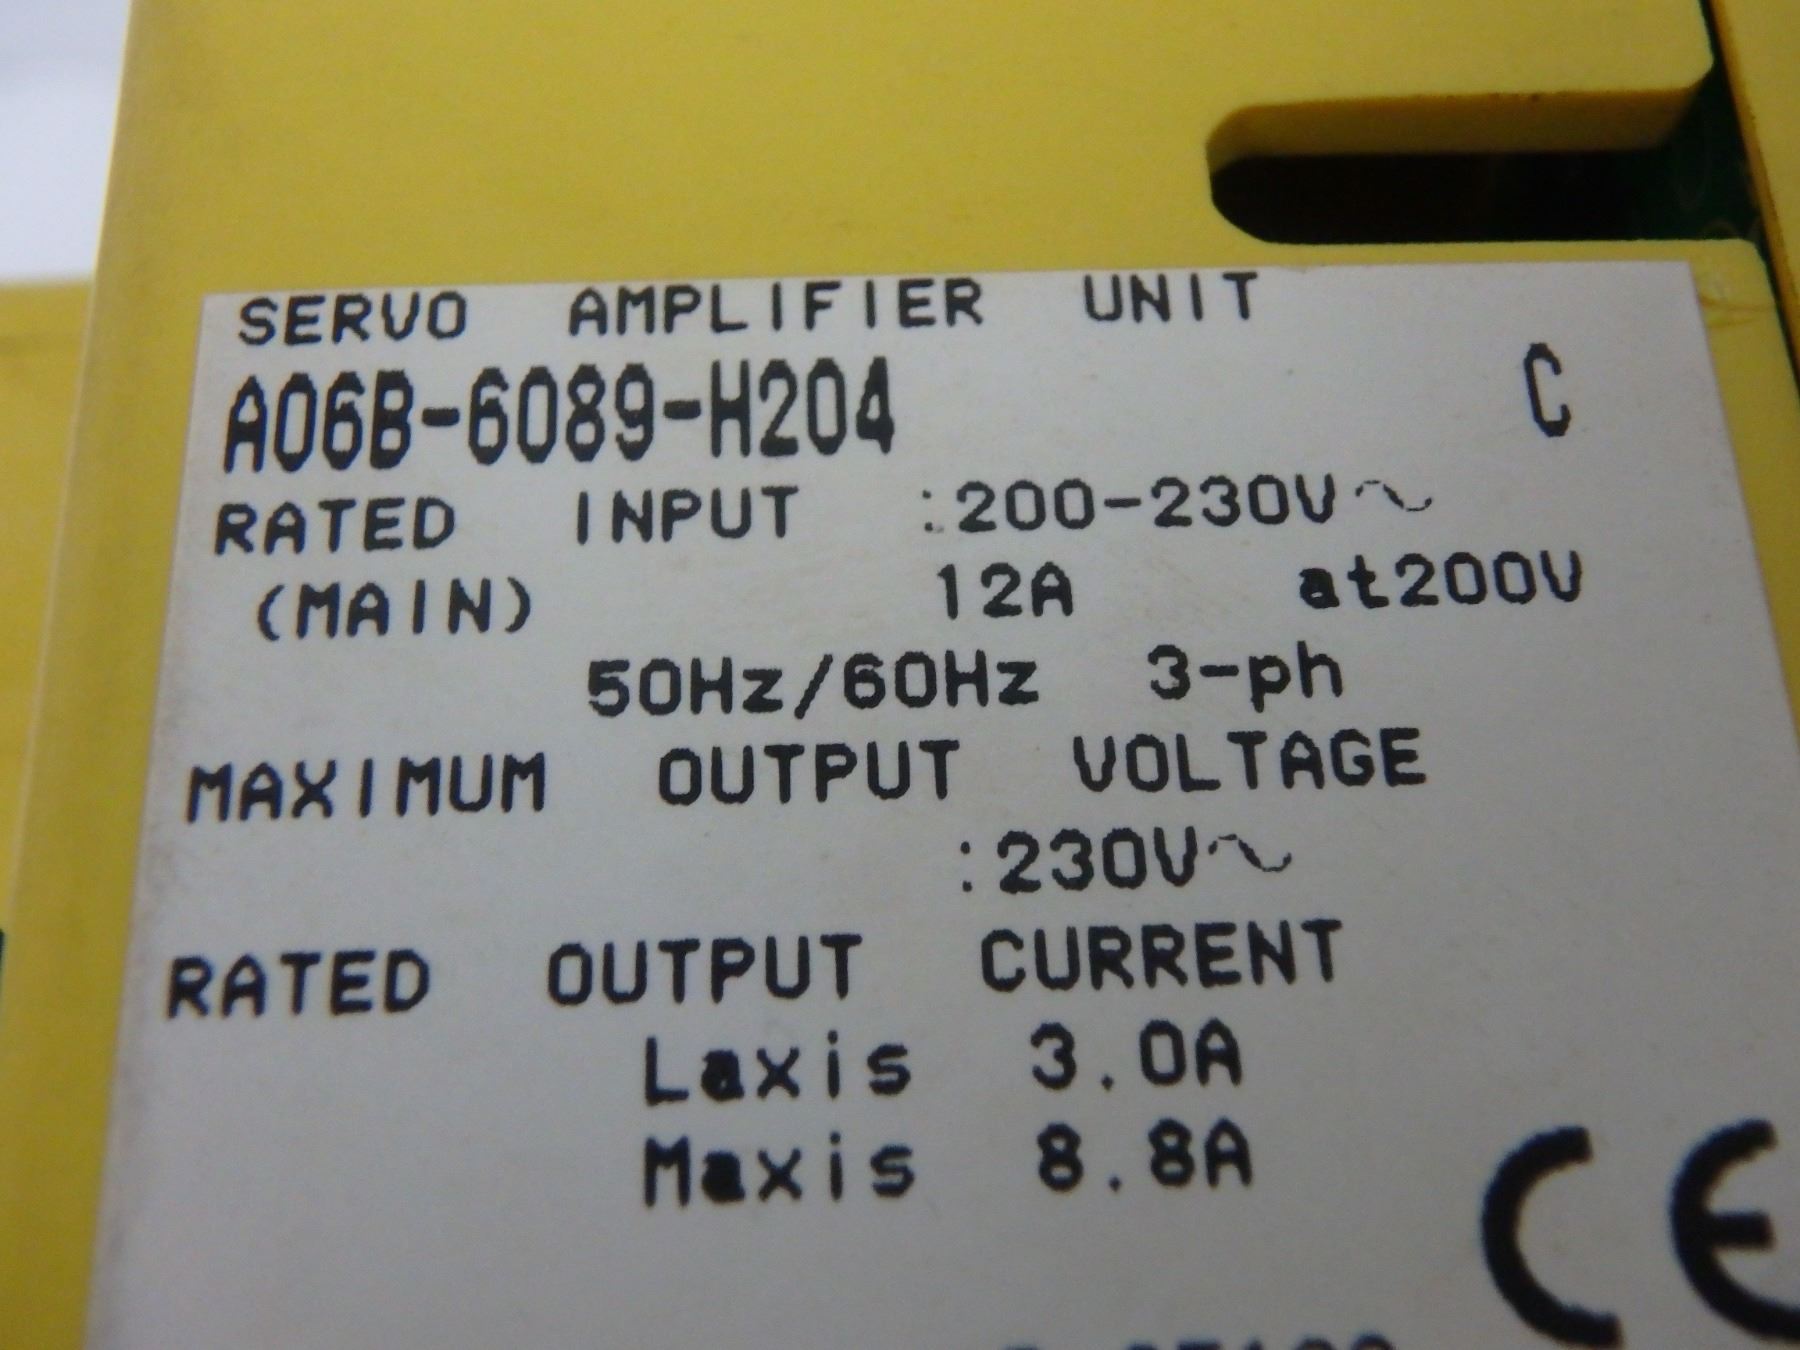 SERVO AMPLIFIER UNIT
A06B-6089-H204 C
RATED INPUT :200-230V~
(MAIN) 12A at200V
50Hz/60Hz 3-ph
MAXIMUM OUTPUT VOLTAGE
:230V~
RATED OUTPUT CURRENT
Laxis 3.0A
Maxis 8.8A
CE